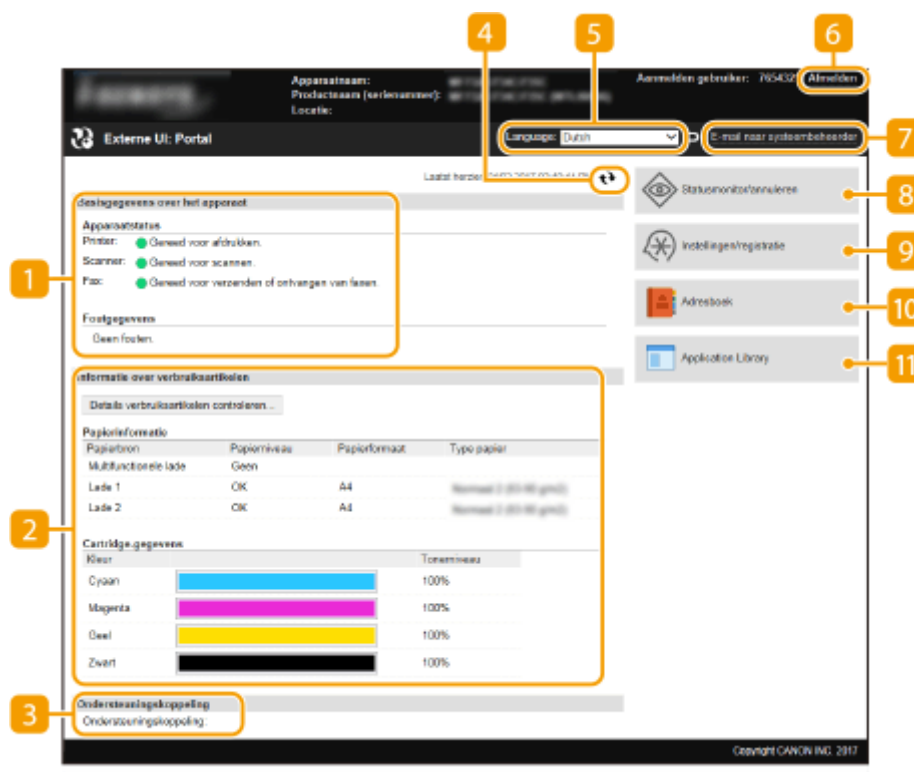 4 5 6
Apparaatnaam:
Productnaam (serienummer):
Locatie:
Aanmelden gebruiker: 765432 Afmelden
Externe UI: Portal
Language: Dutch
E-mail naar systeembeheerder
7
Laatst herzien:
Basisgegevens over het apparaat
Apparaatstatus
Printer: Gereed voor afdrukken.
Scanner: Gereed voor scannen.
Fax: Gereed voor verzenden of ontvangen van faxen.
1
Foutgegevens
Geen fouten.
Statusmonitor/annuleren
8
Instellingen/registratie
9
Adresboek
10
Application Library
11
Informatie over verbruiksartikelen
Details verbruiksartikelen controleren...
Papierinformatie
Papierbron Papierniveau Papierformaat Type papier
Multifunctionele lade Geen
Lade 1 OK A4
Lade 2 OK A4
2
Cartridge.gegevens
Kleur Tonerniveau
Cyaan 100%
Magenta 100%
Geel 100%
Zwart 100%
3
Ondersteuningskoppeling
Ondersteuningskoppeling:
Copyright CANON INC. 2017